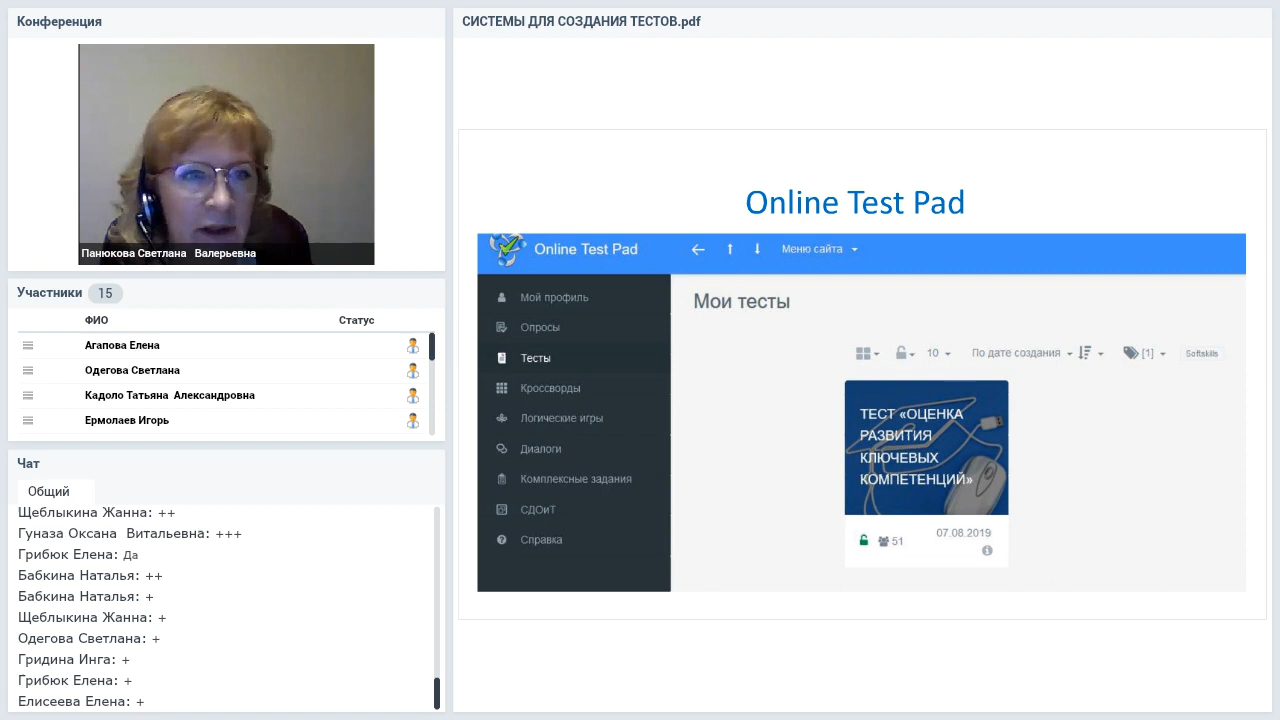 Конференция
Панюкова Светлана Валерьевна
Участники 15
ФИО Статус
Агапова Елена
Одегова Светлана
Кадоло Татьяна Александровна
Ермолаев Игорь
Чат
Общий
Щеблыкина Жанна: ++
Гуназа Оксана Витальевна: +++
Грибюк Елена: Да
Бабкина Наталья: ++
Бабкина Наталья: +
Щеблыкина Жанна: +
Одегова Светлана: +
Гридина Инга: +
Грибюк Елена: +
Елисеева Елена: +
СИСТЕМЫ ДЛЯ СОЗДАНИЯ ТЕСТОВ.pdf
Online Test Pad
Online Test Pad
Меню сайта
Мой профиль
Опросы
Тесты
Кроссворды
Логические игры
Диалоги
Комплексные задания
СДОиТ
Справка
Мои тесты
10 По дате создания [1] Softskills
ТЕСТ «ОЦЕНКА
РАЗВИТИЯ
КЛЮЧЕВЫХ
КОМПЕТЕНЦИЙ»
51 07.08.2019